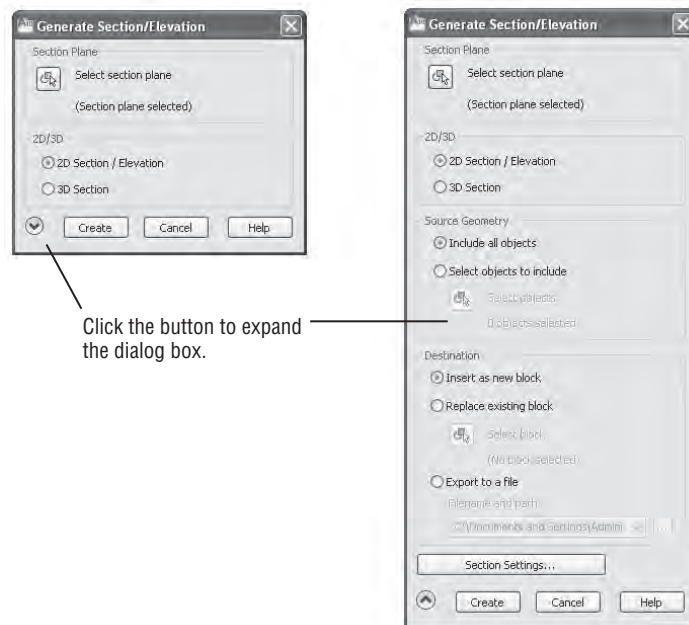 Generate Section/Elevation
Section Plane
Select section plane
(Section plane selected)
2D/3D
2D Section / Elevation
3D Section
Create
Cancel
Help
Click the button to expand
the dialog box.
Generate Section/Elevation
Section Plane
Select section plane
(Section plane selected)
2D/3D
2D Section / Elevation
3D Section
Source Geometry
Include all objects
Select objects to include
Select objects
0 objects selected
Destination
Insert as new block
Replace existing block
Select block
(No block selected)
Export to a file
Filename and path
C:\Documents and Settings\Admini
...
Section Settings...
Create
Cancel
Help